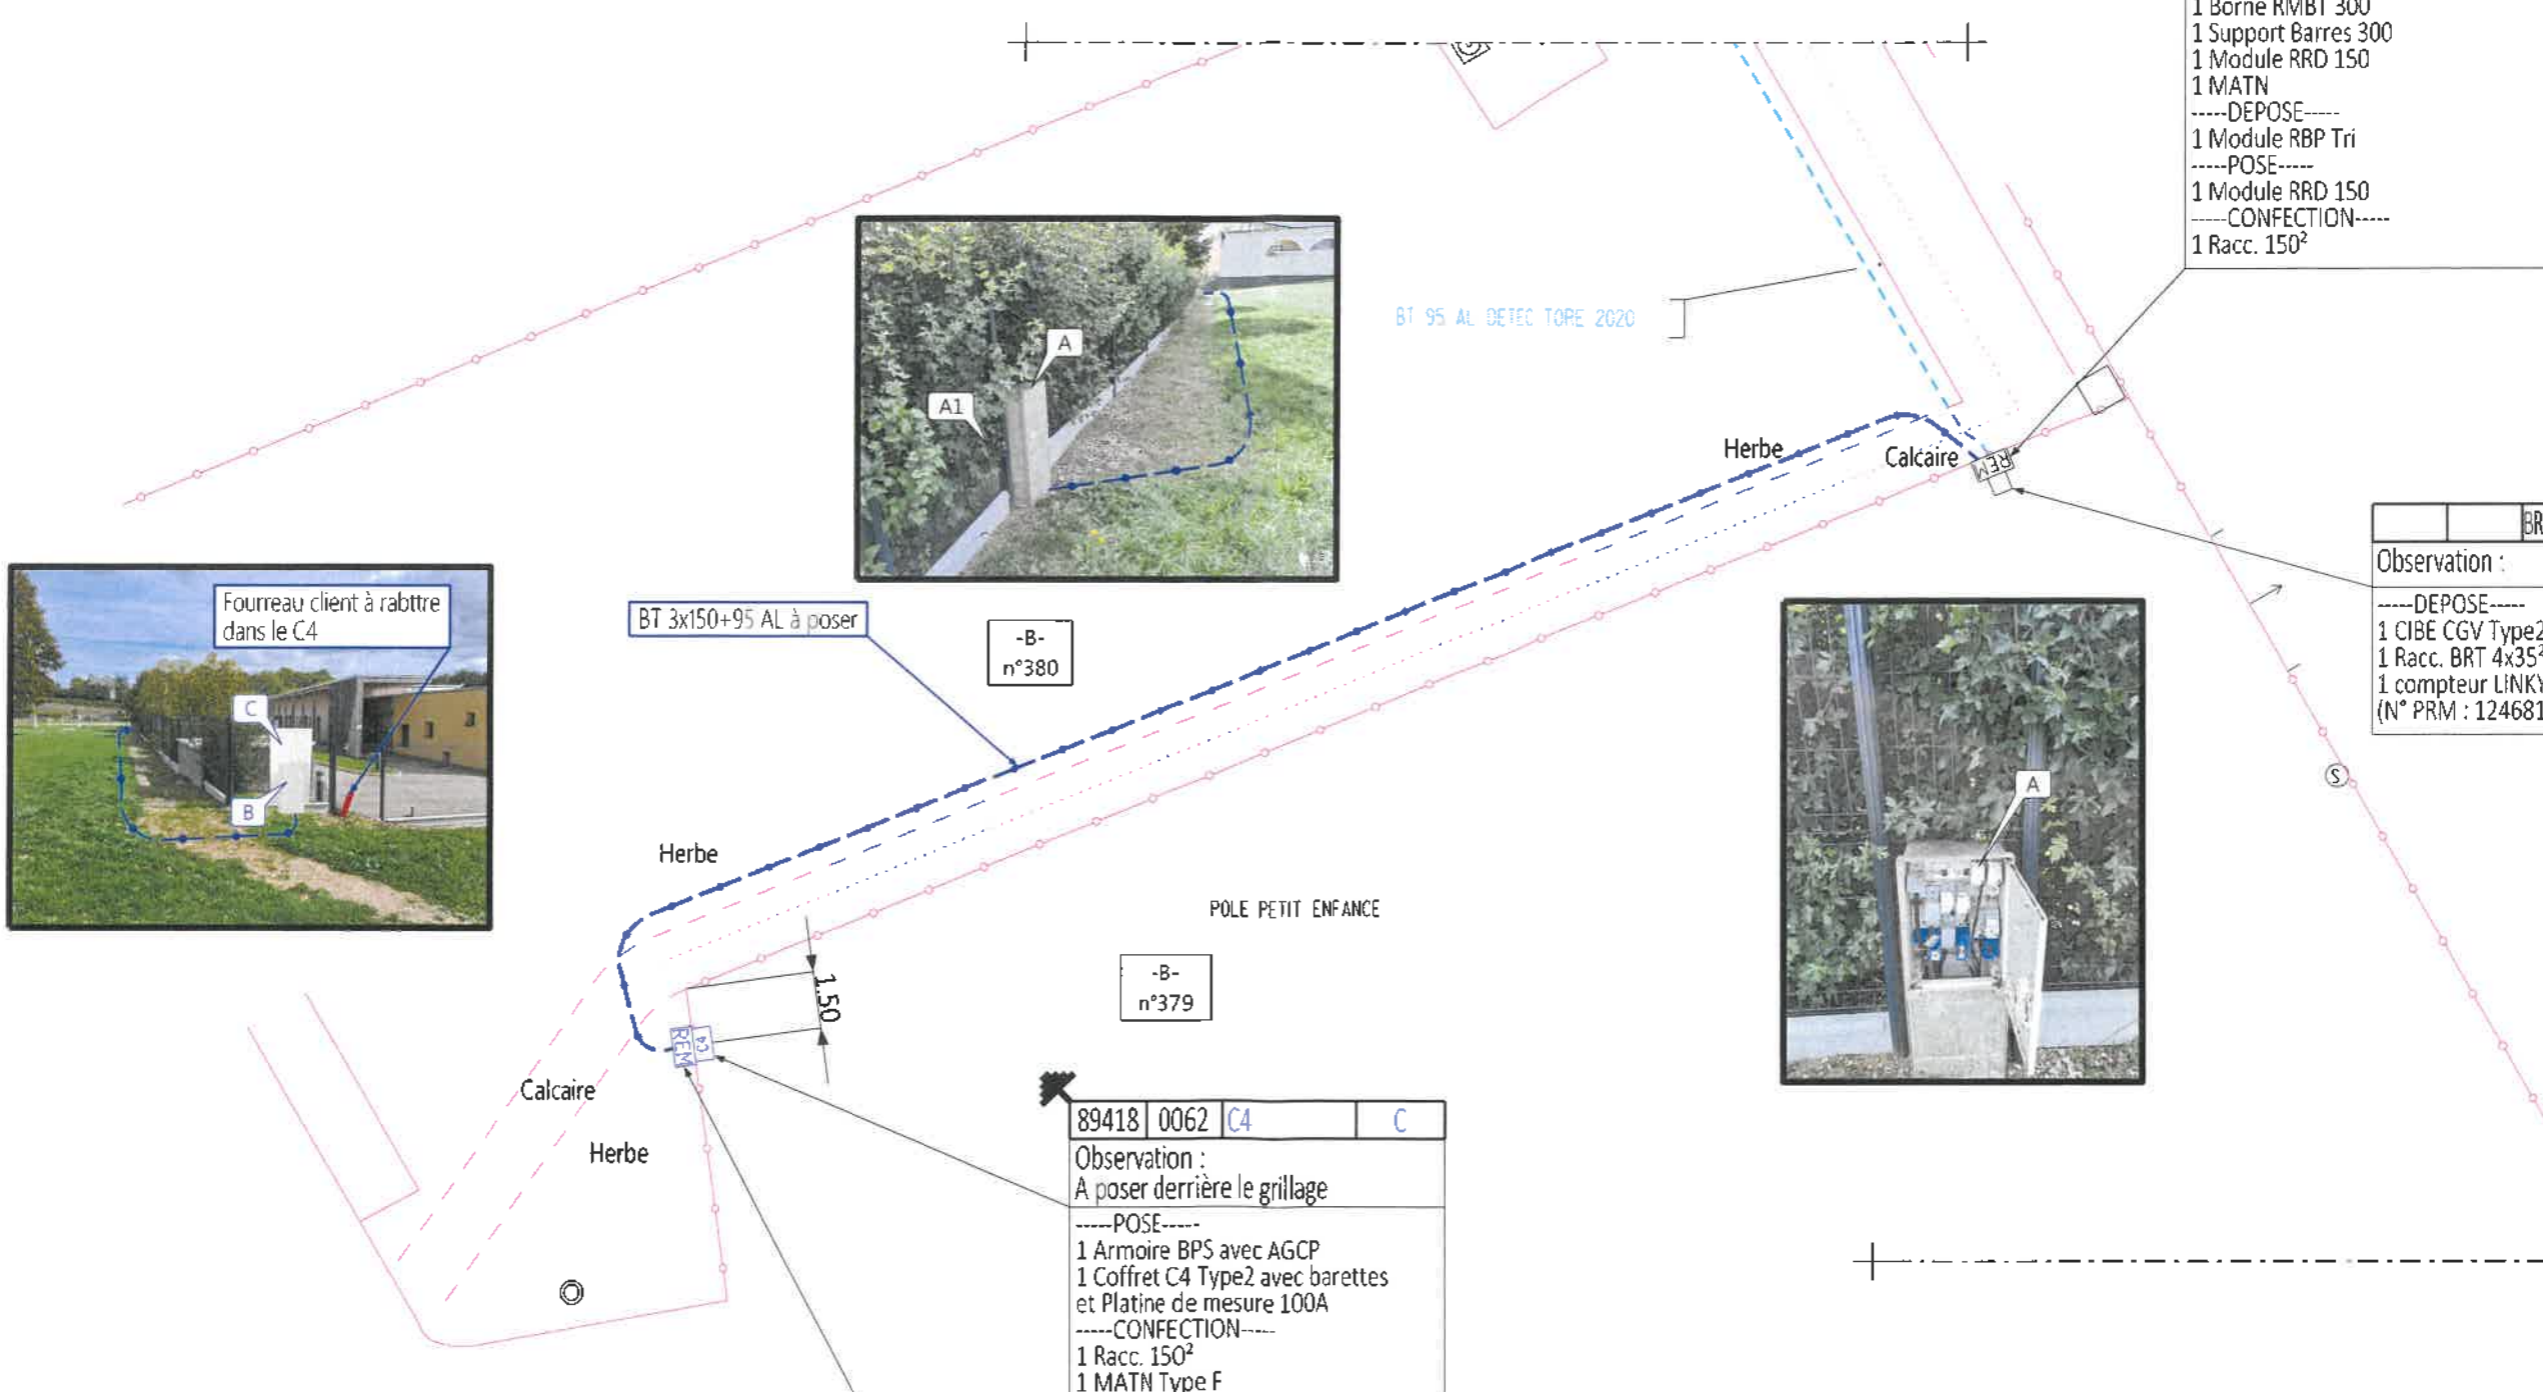 1 Borne RMBT 300
1 Support Barres 300
1 Module RRD 150
1 MATN
-----DEPOSE-----
1 Module RBP Tri
-----POSE-----
1 Module RRD 150
-----CONFECTION-----
1 Racc. 150²
A
A1
BT 95 AL DETEC TORE 2020
Herbe
Calcaire
REM
BR
Observation :
-----DEPOSE-----
1 CIBE CGV Type2
1 Racc. BRT 4x35²
1 compteur LINKY
(N° PRM : 124681
Fourreau client à rabttre
dans le C4
C
B
BT 3x150+95 AL à poser
-B-
n°380
A
S
Herbe
POLE PETIT ENFANCE
-B-
n°379
1.50
REM
C4
Calcaire
Herbe
89418 0062 C4 C
Observation :
A poser derrière le grillage
-----POSE-----
1 Armoire BPS avec AGCP
1 Coffret C4 Type2 avec barettes
et Platine de mesure 100A
-----CONFECTION-----
1 Racc. 150²
1 MATN Type F